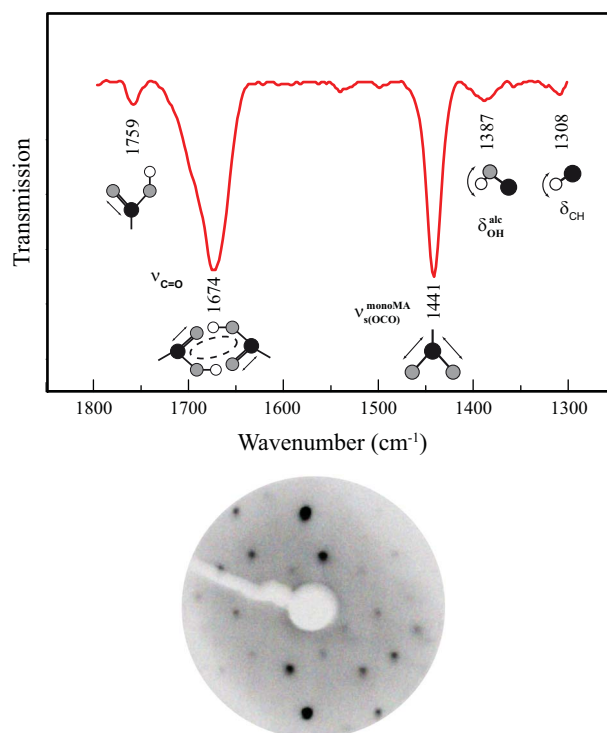 1759
1387
1308
δ_OH^alc
δ_CH
ν_C=O
1674
ν_s(OCO)^monoMA
1441
Transmission
1800 1700 1600 1500 1400 1300
Wavenumber (cm⁻¹)